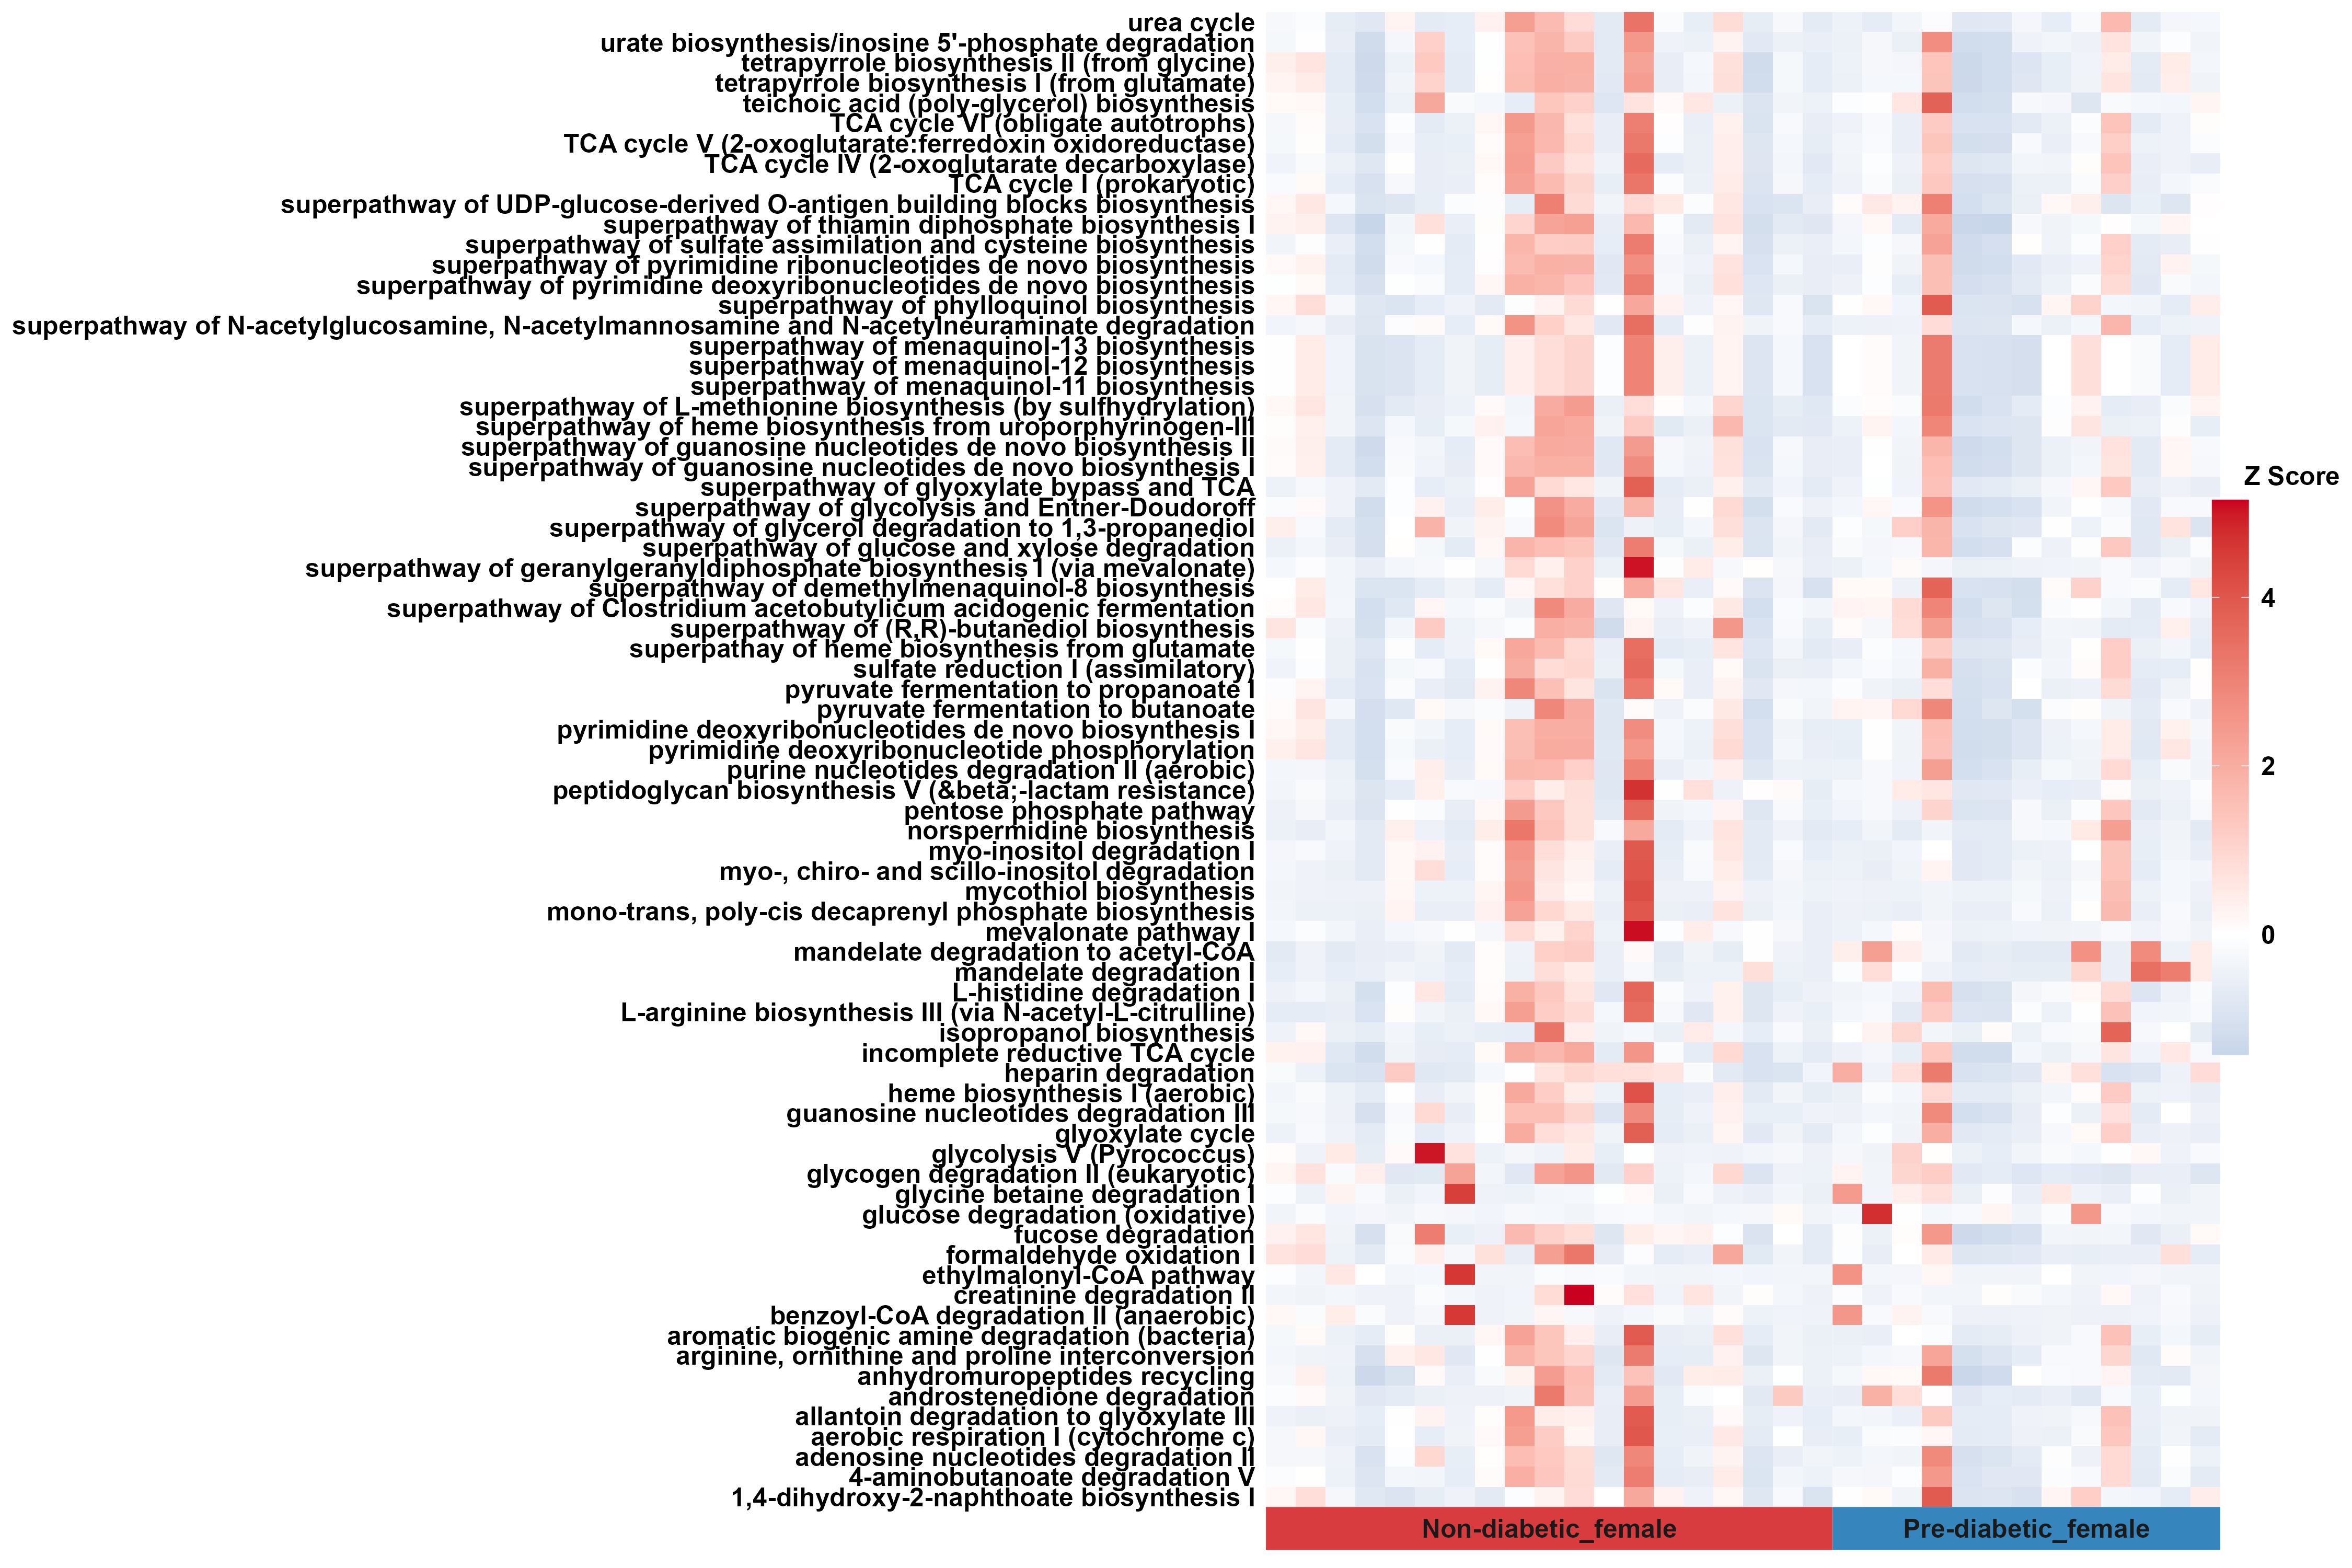 urea cycle
urate biosynthesis/inosine 5'-phosphate degradation
tetrapyrrole biosynthesis II (from glycine)
tetrapyrrole biosynthesis I (from glutamate)
teichoic acid (poly-glycerol) biosynthesis
TCA cycle VI (obligate autotrophs)
TCA cycle V (2-oxoglutarate:ferredoxin oxidoreductase)
TCA cycle IV (2-oxoglutarate decarboxylase)
TCA cycle I (prokaryotic)
superpathway of UDP-glucose-derived O-antigen building blocks biosynthesis
superpathway of thiamin diphosphate biosynthesis I
superpathway of sulfate assimilation and cysteine biosynthesis
superpathway of pyrimidine ribonucleotides de novo biosynthesis
superpathway of pyrimidine deoxyribonucleotides de novo biosynthesis
superpathway of phylloquinol biosynthesis
superpathway of N-acetylglucosamine, N-acetylmannosamine and N-acetylneuraminate degradation
superpathway of menaquinol-13 biosynthesis
superpathway of menaquinol-12 biosynthesis
superpathway of menaquinol-11 biosynthesis
superpathway of L-methionine biosynthesis (by sulfhydrylation)
superpathway of heme biosynthesis from uroporphyrinogen-III
superpathway of guanosine nucleotides de novo biosynthesis II
superpathway of guanosine nucleotides de novo biosynthesis I
superpathway of glyoxylate bypass and TCA
superpathway of glycolysis and Entner-Doudoroff
superpathway of glycerol degradation to 1,3-propanediol
superpathway of glucose and xylose degradation
superpathway of geranylgeranyldiphosphate biosynthesis I (via mevalonate)
superpathway of demethylmenaquinol-8 biosynthesis
superpathway of Clostridium acetobutylicum acidogenic fermentation
superpathway of (R,R)-butanediol biosynthesis
superpathay of heme biosynthesis from glutamate
sulfate reduction I (assimilatory)
pyruvate fermentation to propanoate I
pyruvate fermentation to butanoate
pyrimidine deoxyribonucleotides de novo biosynthesis I
pyrimidine deoxyribonucleotide phosphorylation
purine nucleotides degradation II (aerobic)
peptidoglycan biosynthesis V (&beta;-lactam resistance)
pentose phosphate pathway
norspermidine biosynthesis
myo-inositol degradation I
myo-, chiro- and scillo-inositol degradation
mycothiol biosynthesis
mono-trans, poly-cis decaprenyl phosphate biosynthesis
mevalonate pathway I
mandelate degradation to acetyl-CoA
mandelate degradation I
L-histidine degradation I
L-arginine biosynthesis III (via N-acetyl-L-citrulline)
isopropanol biosynthesis
incomplete reductive TCA cycle
heparin degradation
heme biosynthesis I (aerobic)
guanosine nucleotides degradation III
glyoxylate cycle
glycolysis V (Pyrococcus)
glycogen degradation II (eukaryotic)
glycine betaine degradation I
glucose degradation (oxidative)
fucose degradation
formaldehyde oxidation I
ethylmalonyl-CoA pathway
creatinine degradation II
benzoyl-CoA degradation II (anaerobic)
aromatic biogenic amine degradation (bacteria)
arginine, ornithine and proline interconversion
anhydromuropeptides recycling
androstenedione degradation
allantoin degradation to glyoxylate III
aerobic respiration I (cytochrome c)
adenosine nucleotides degradation II
4-aminobutanoate degradation V
1,4-dihydroxy-2-naphthoate biosynthesis I
Non-diabetic_female
Pre-diabetic_female
Z Score
4
2
0